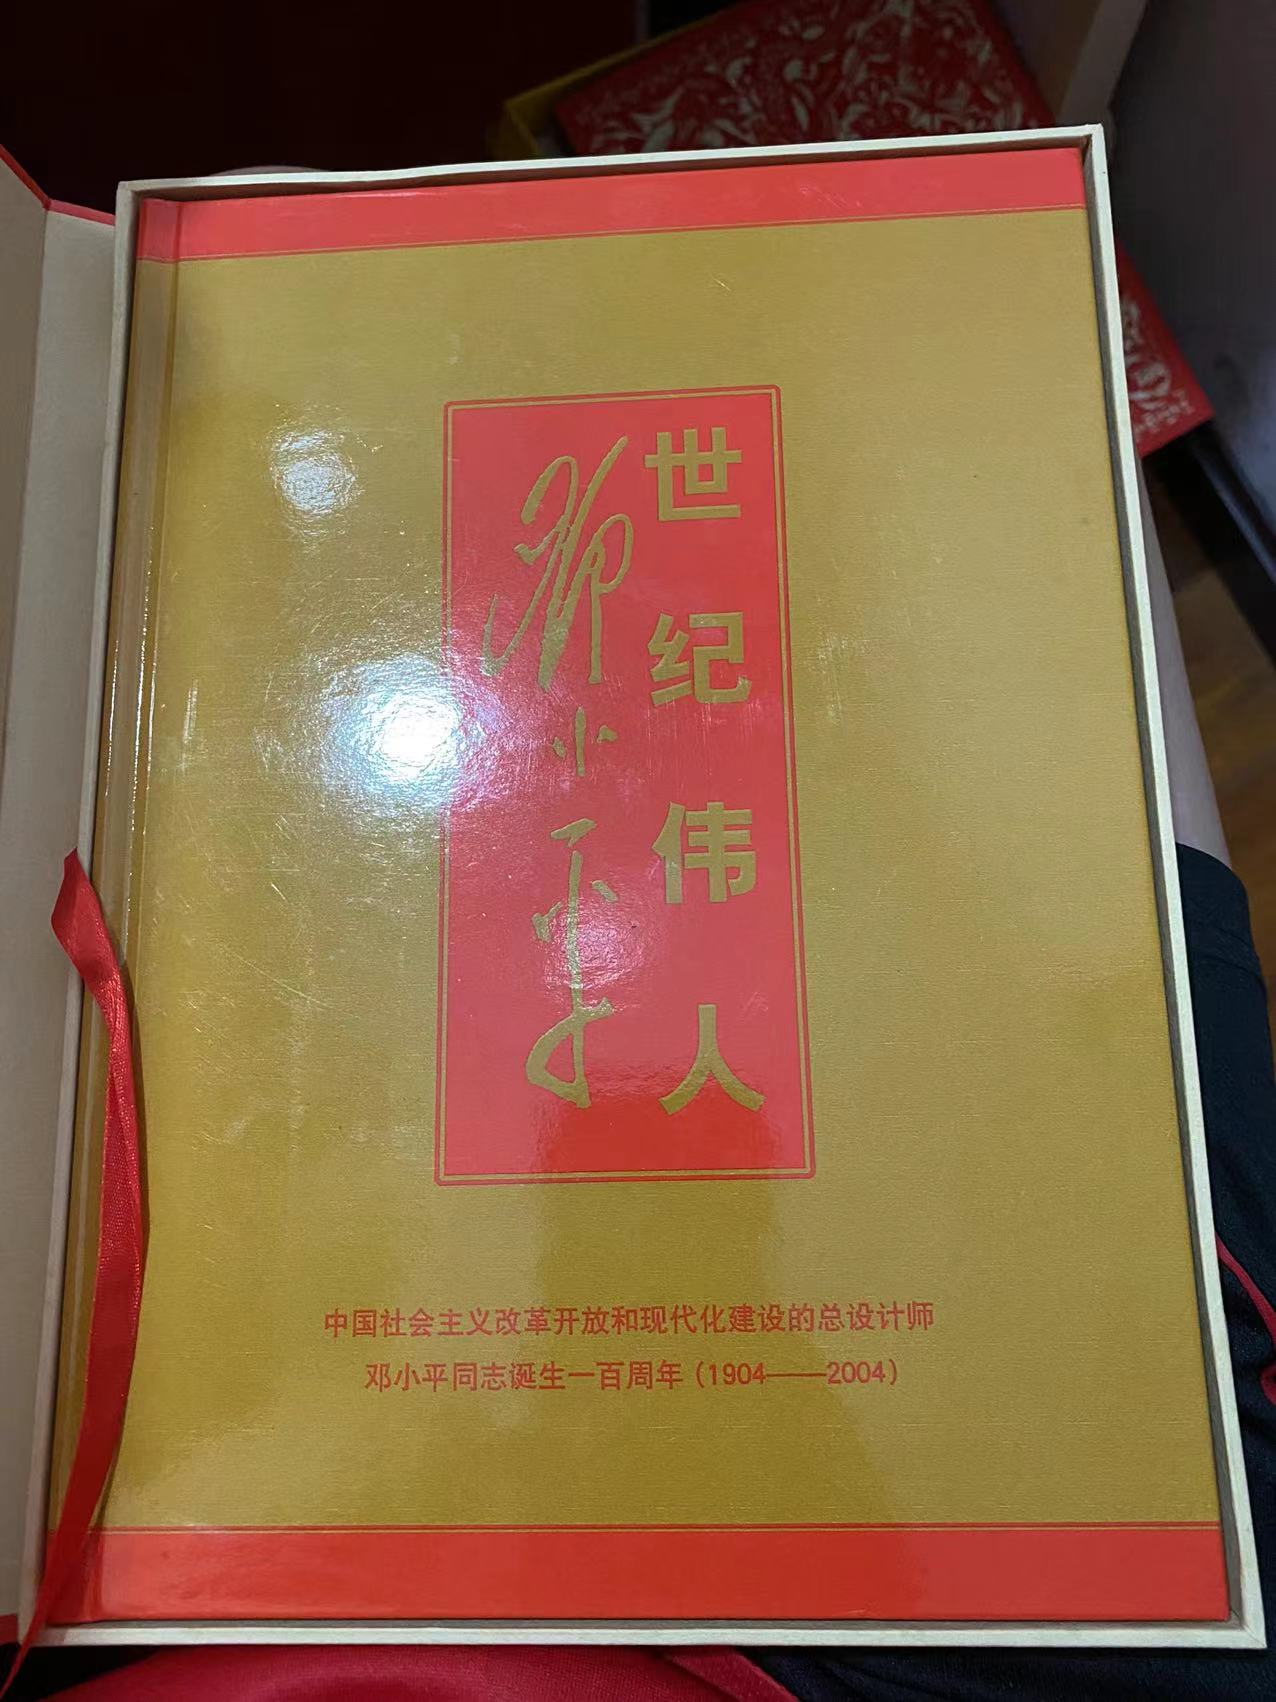 世纪伟人
邓小平
中国社会主义改革开放和现代化建设的总设计师
邓小平同志诞生一百周年（1904——2004）